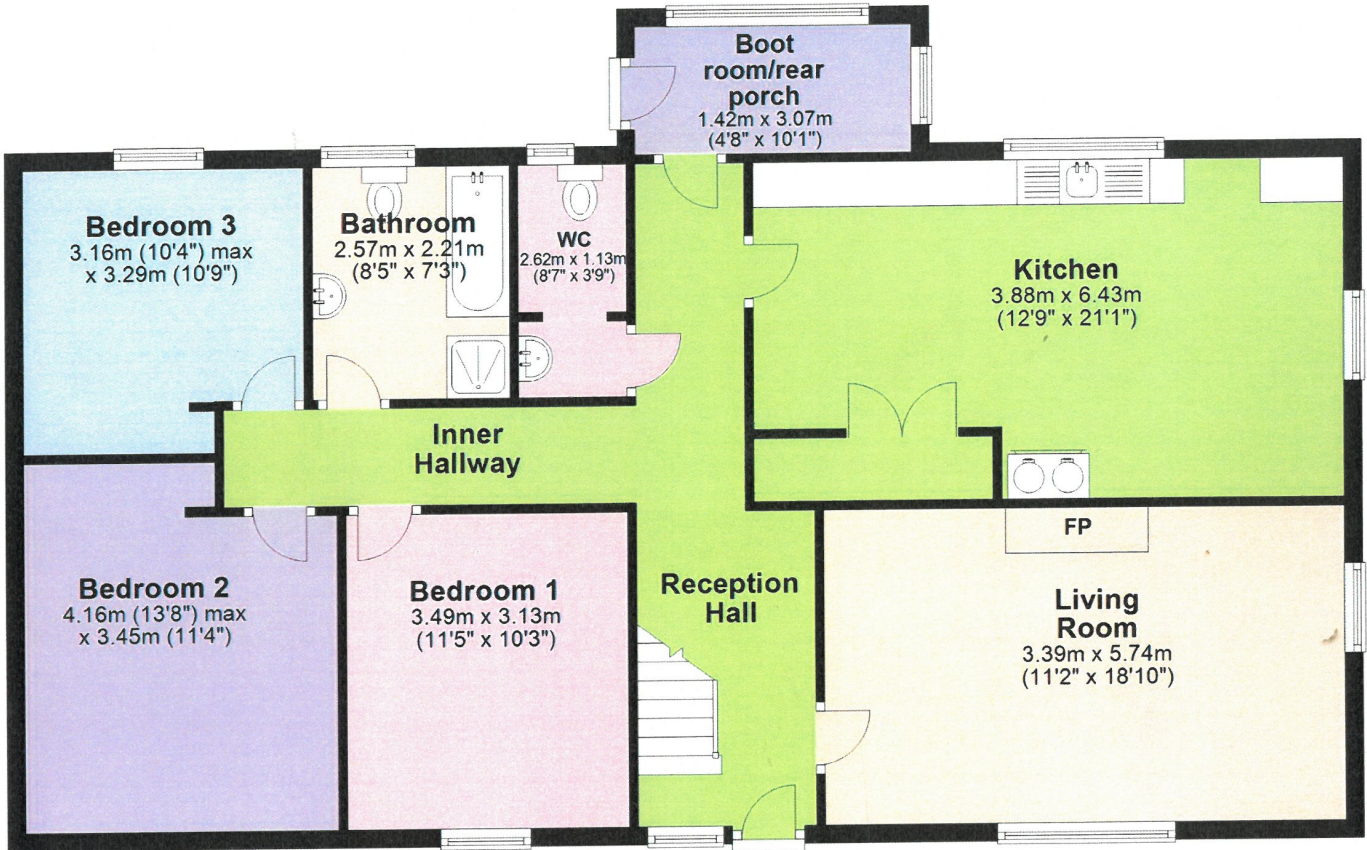 Boot
room/rear
porch
1.42m x 3.07m
(4'8" x 10'1")
Bedroom 3
3.16m (10'4") max
x 3.29m (10'9")
Bathroom
2.57m x 2.21m
(8'5" x 7'3")
WC
2.62m x 1.13m
(8'7" x 3'9")
Kitchen
3.88m x 6.43m
(12'9" x 21'1")
Inner
Hallway
Bedroom 2
4.16m (13'8") max
x 3.45m (11'4")
Bedroom 1
3.49m x 3.13m
(11'5" x 10'3")
Reception
Hall
FP
Living
Room
3.39m x 5.74m
(11'2" x 18'10")